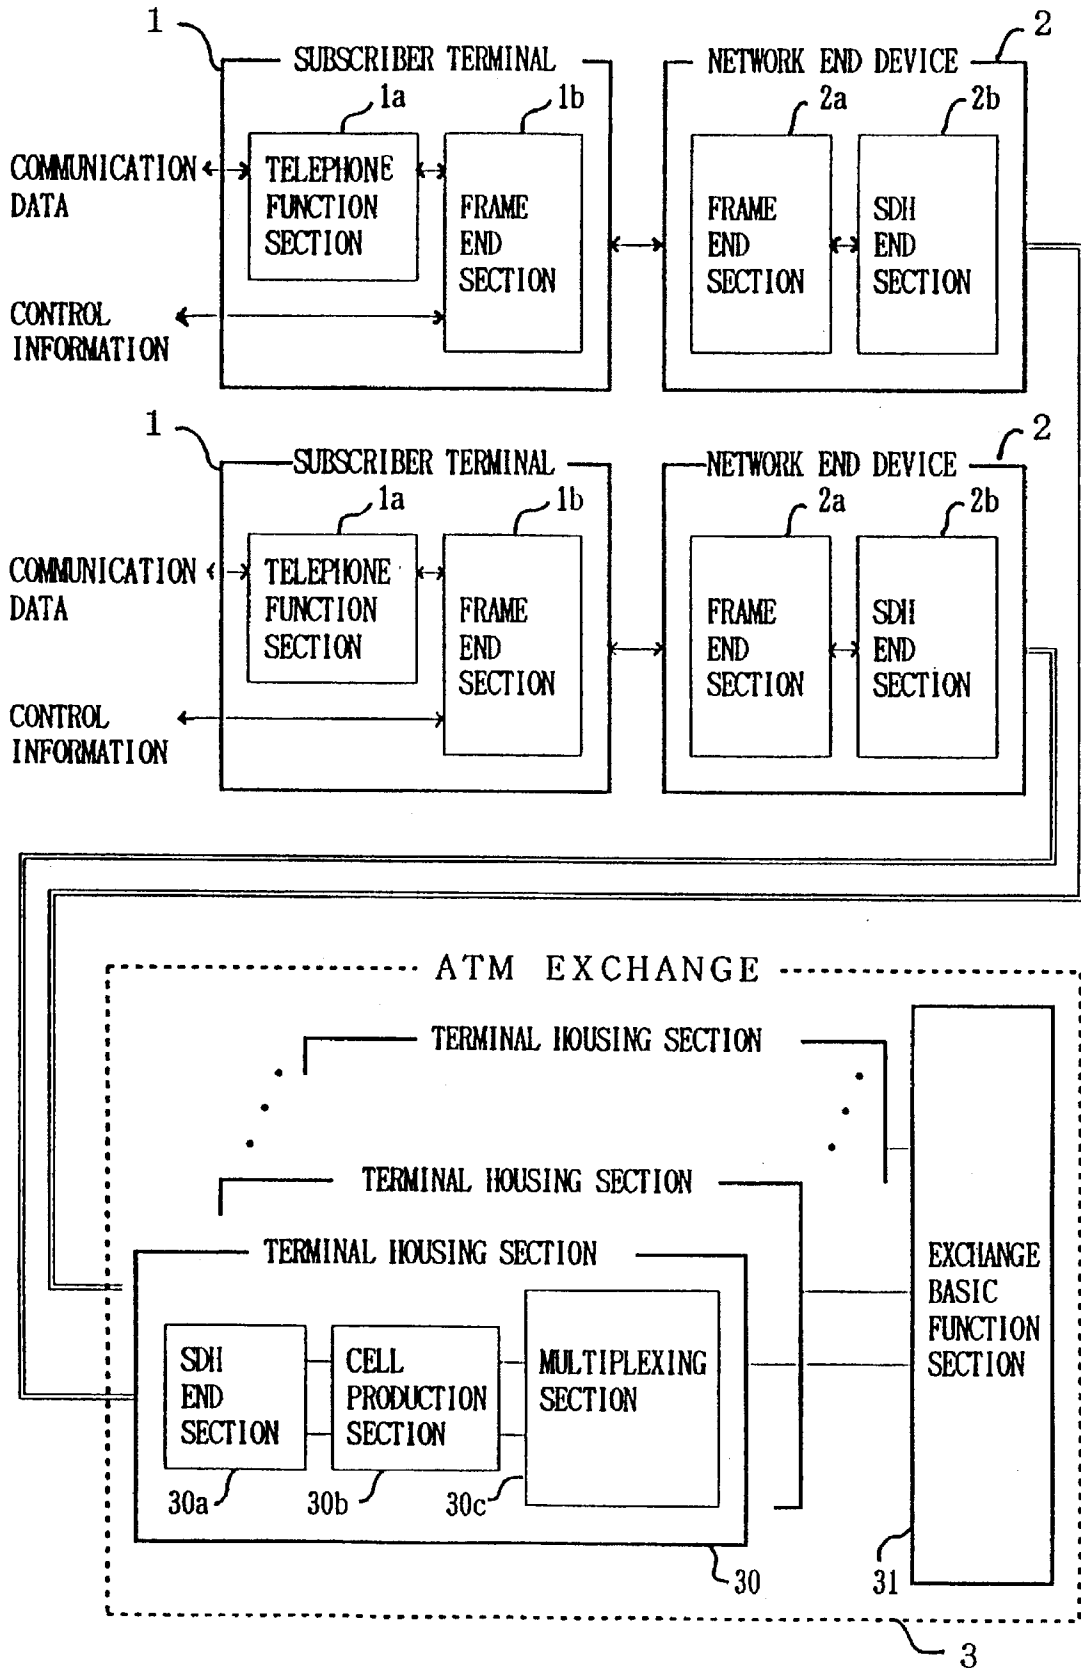 1
SUBSCRIBER TERMINAL
NETWORK END DEVICE
2
1a
1b
2a
2b
COMMUNICATION
DATA
TELEPHONE
FUNCTION
SECTION
FRAME
END
SECTION
FRAME
END
SECTION
SDH
END
SECTION
CONTROL
INFORMATION
1
SUBSCRIBER TERMINAL
NETWORK END DEVICE
2
1a
1b
2a
2b
COMMUNICATION
DATA
TELEPHONE
FUNCTION
SECTION
FRAME
END
SECTION
FRAME
END
SECTION
SDH
END
SECTION
CONTROL
INFORMATION
ATM EXCHANGE
TERMINAL HOUSING SECTION
TERMINAL HOUSING SECTION
TERMINAL HOUSING SECTION
SDH
END
SECTION
CELL
PRODUCTION
SECTION
MULTIPLEXING
SECTION
EXCHANGE
BASIC
FUNCTION
SECTION
30a
30b
30c
30
31
3